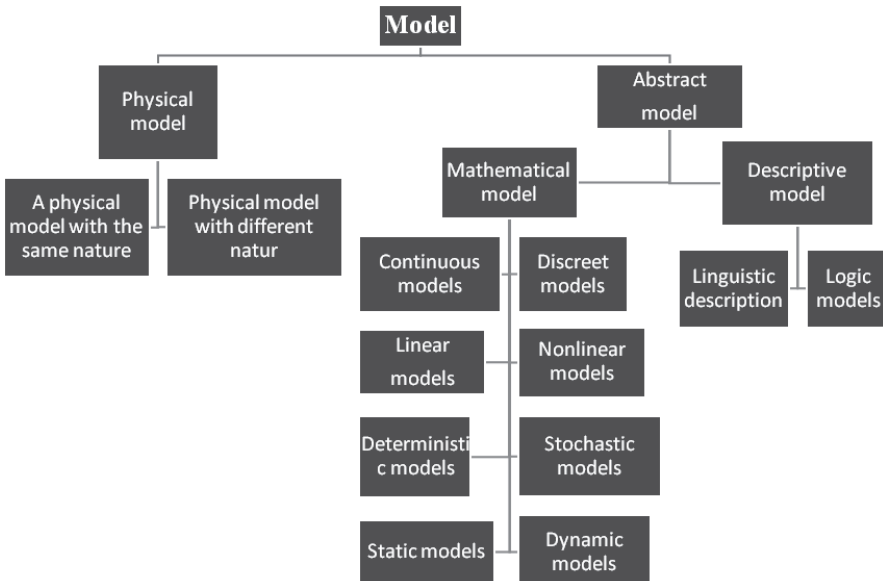 Model
Physical
model
Abstract
model
A physical
model with the
same nature
Physical model
with different
natur
Mathematical
model
Descriptive
model
Continuous
models
Discreet
models
Linguistic
description
Logic
models
Linear
models
Nonlinear
models
Deterministi
c models
Stochastic
models
Static models
Dynamic
models